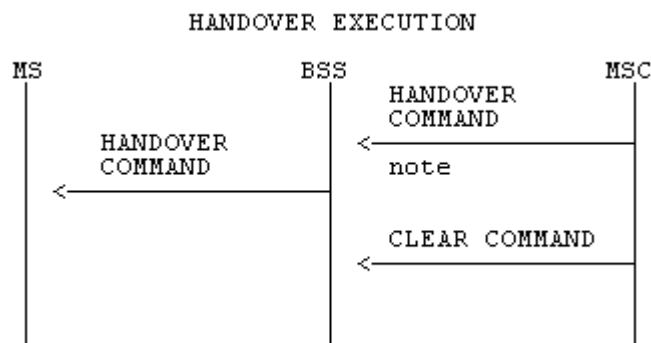 HANDOVER EXECUTION
MS BSS MSC
HANDOVER
COMMAND
HANDOVER
COMMAND
note
CLEAR COMMAND